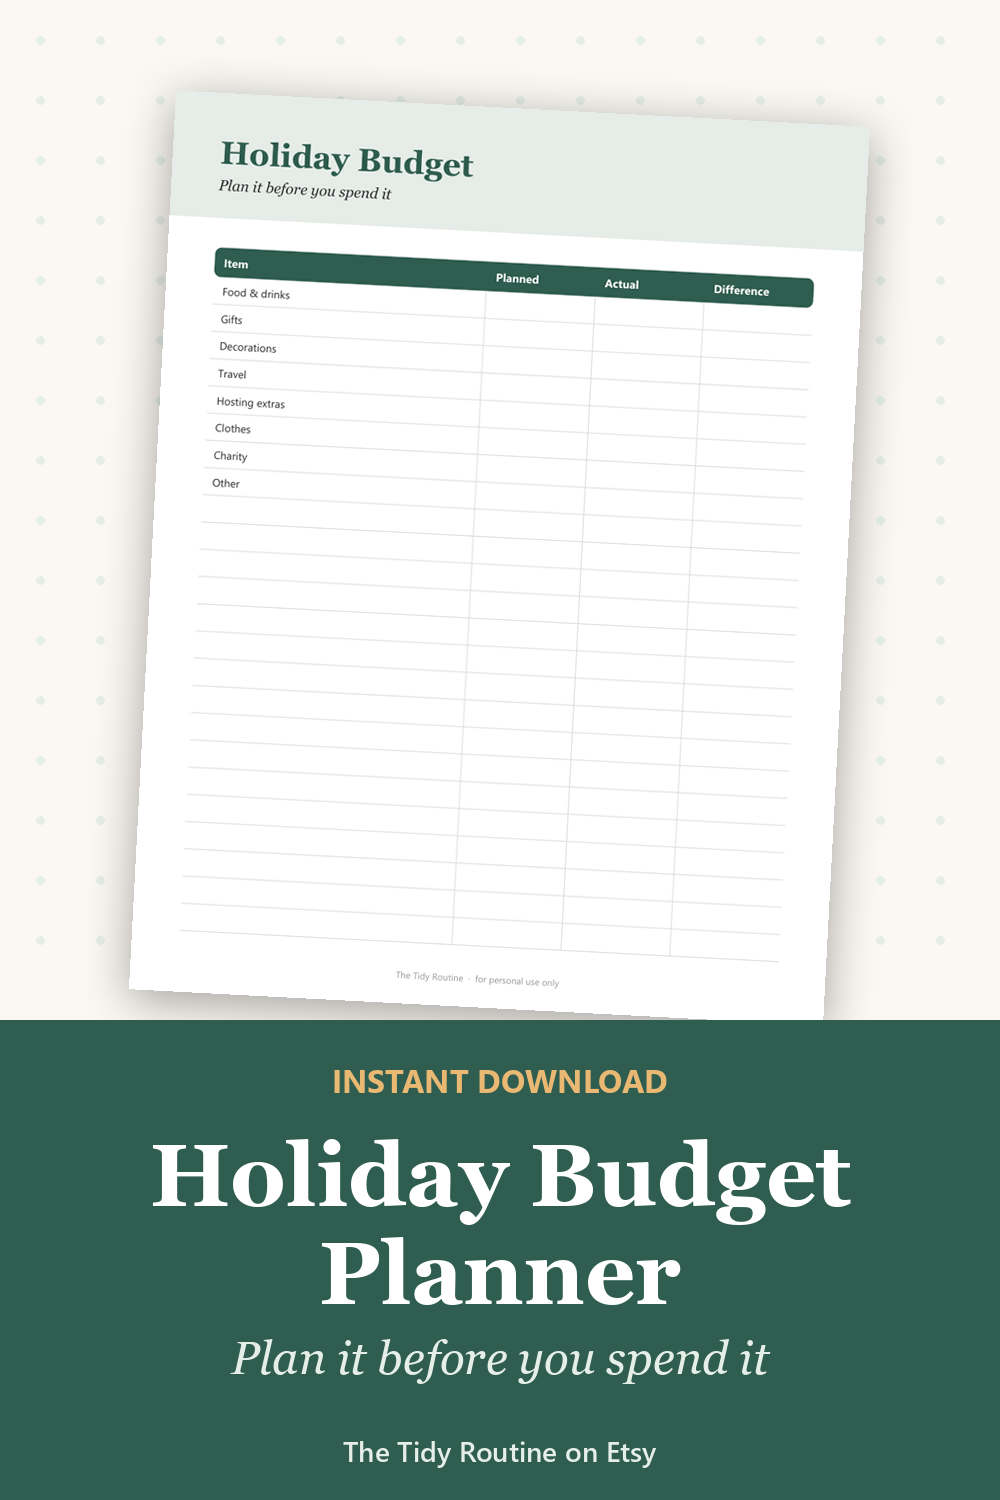 Holiday Budget
Plan it before you spend it
Item Planned Actual Difference
Food & drinks
Gifts
Decorations
Travel
Hosting extras
Clothes
Charity
Other
The Tidy Routine · for personal use only
INSTANT DOWNLOAD
Holiday Budget
Planner
Plan it before you spend it
The Tidy Routine on Etsy